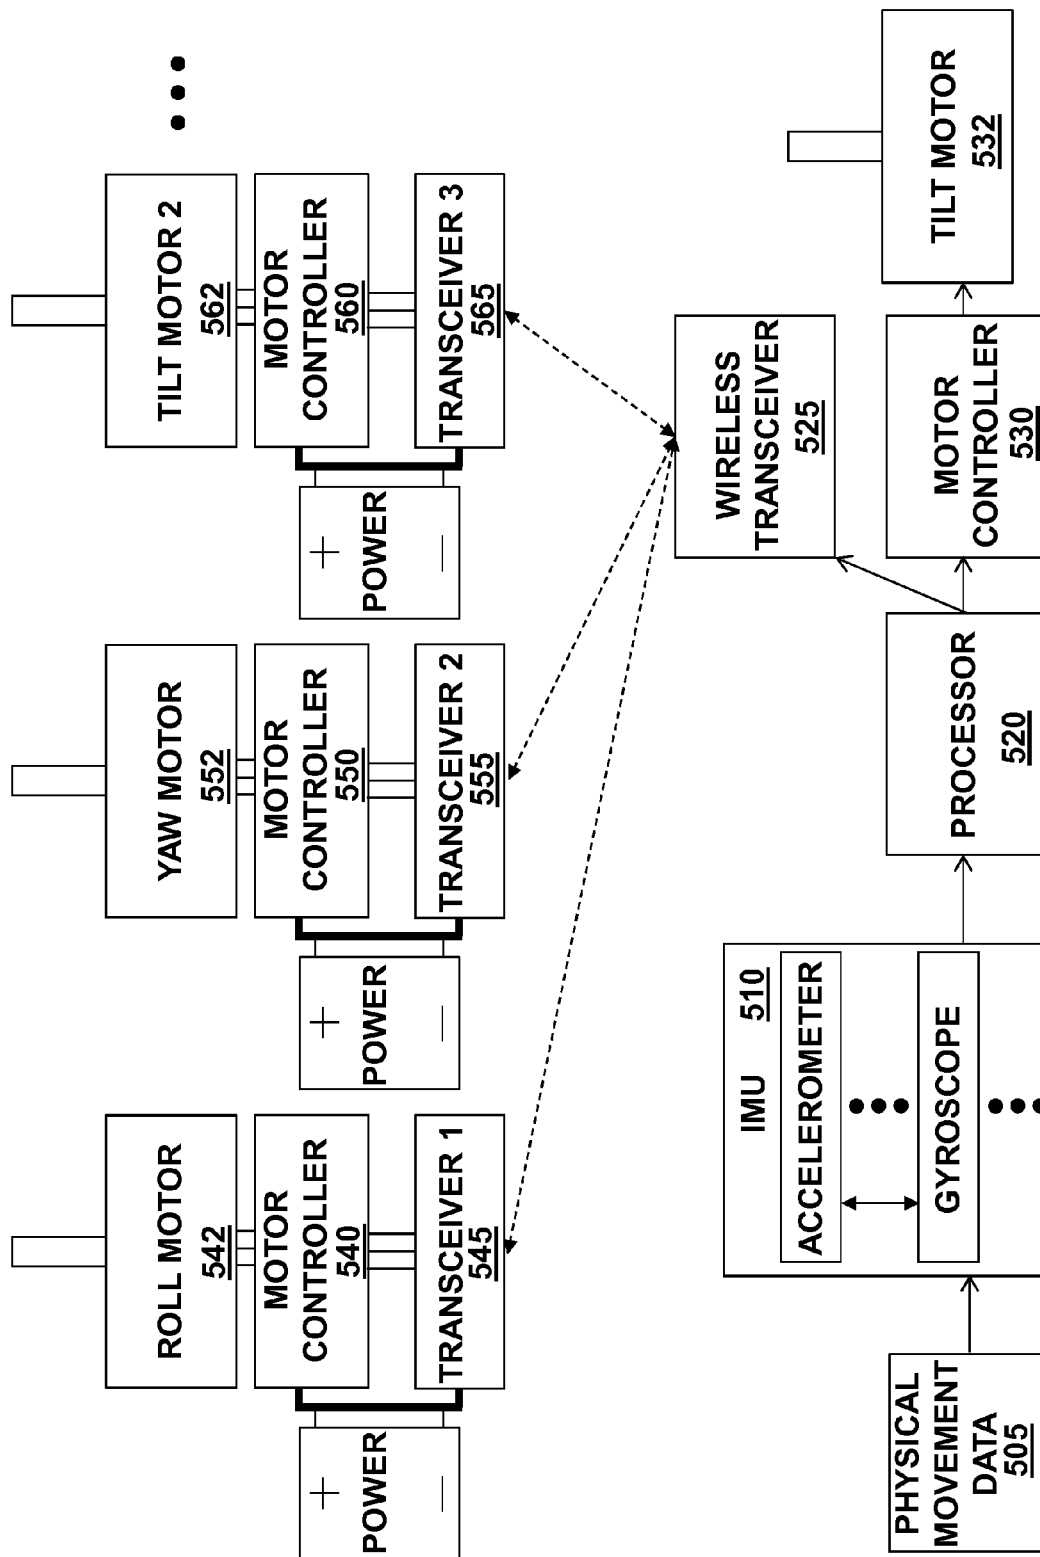 ROLL MOTOR
542
MOTOR
CONTROLLER
540
TRANSCEIVER 1
545
+
POWER
—
YAW MOTOR
552
MOTOR
CONTROLLER
550
TRANSCEIVER 2
555
+
POWER
—
TILT MOTOR 2
562
MOTOR
CONTROLLER
560
TRANSCEIVER 3
565
+
POWER
—
PHYSICAL
MOVEMENT
DATA
505
IMU 510
ACCELEROMETER
GYROSCOPE
PROCESSOR
520
WIRELESS
TRANSCEIVER
525
MOTOR
CONTROLLER
530
TILT MOTOR
532